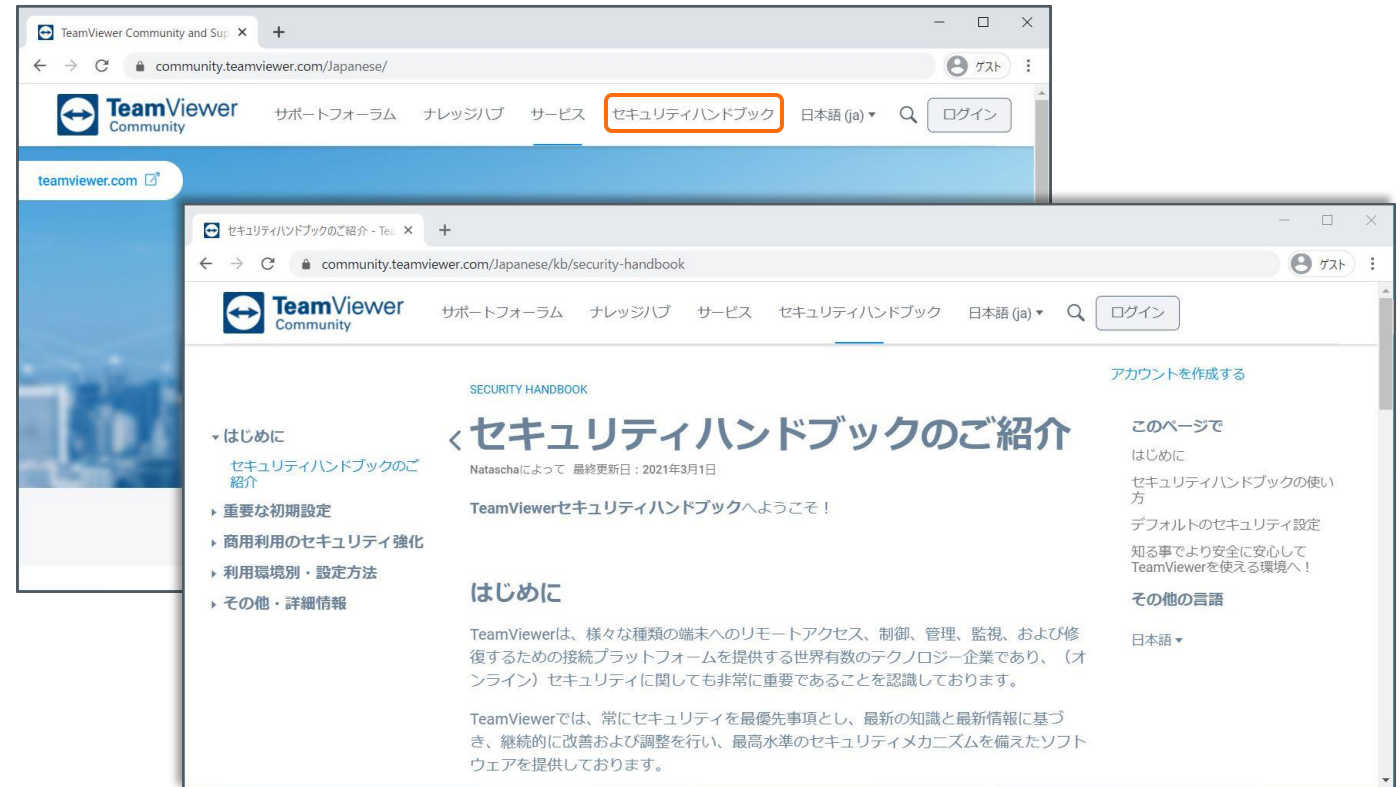 TeamViewer Community and Sup
community.teamviewer.com/Japanese/
ゲスト
TeamViewer
Community
サポートフォーラム ナレッジハブ サービス セキュリティハンドブック 日本語 (ja) ログイン
teamviewer.com
セキュリティハンドブックのご紹介 - Tea
community.teamviewer.com/Japanese/kb/security-handbook
ゲスト
TeamViewer
Community
サポートフォーラム ナレッジハブ サービス セキュリティハンドブック 日本語 (ja) ログイン
はじめに
セキュリティハンドブックのご
紹介
重要な初期設定
商用利用のセキュリティ強化
利用環境別・設定方法
その他・詳細情報
SECURITY HANDBOOK
セキュリティハンドブックのご紹介
Nataschaによって 最終更新日：2021年3月1日
TeamViewerセキュリティハンドブックへようこそ！
はじめに
TeamViewerは、様々な種類の端末へのリモートアクセス、制御、管理、監視、および修
復するための接続プラットフォームを提供する世界有数のテクノロジー企業であり、（オ
ンライン）セキュリティに関しても非常に重要であることを認識しております。
TeamViewerでは、常にセキュリティを最優先事項とし、最新の知識と最新情報に基づ
き、継続的に改善および調整を行い、最高水準のセキュリティメカニズムを備えたソフト
ウェアを提供しております。
アカウントを作成する
このページで
はじめに
セキュリティハンドブックの使い
方
デフォルトのセキュリティ設定
知る事でより安全に安心して
TeamViewerを使える環境へ！
その他の言語
日本語